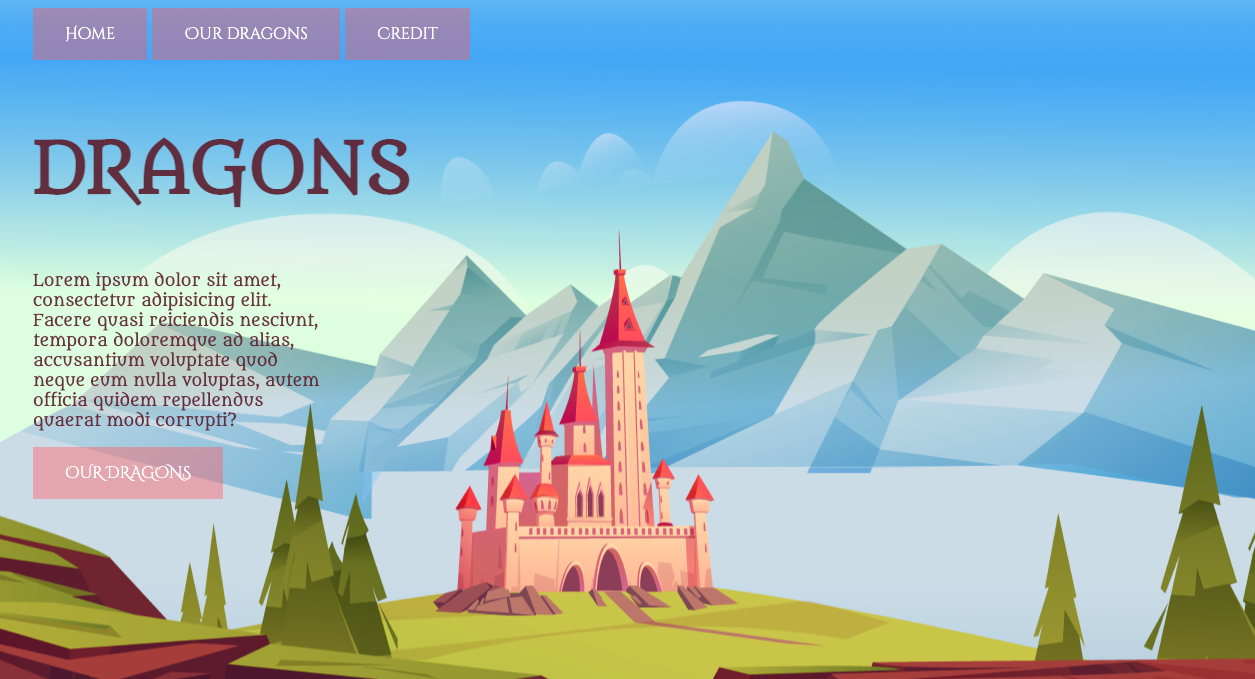 Home
Our dragons
Credit
DRAGONS
Lorem ipsum dolor sit amet,
consectetur adipisicing elit.
Facere quasi reiciendis nesciunt,
tempora doloremque ad alias,
accusantium voluptate quod
neque eum nulla voluptas, autem
officia quidem repellendus
quaerat modi corrupti?
OUR DRAGONS